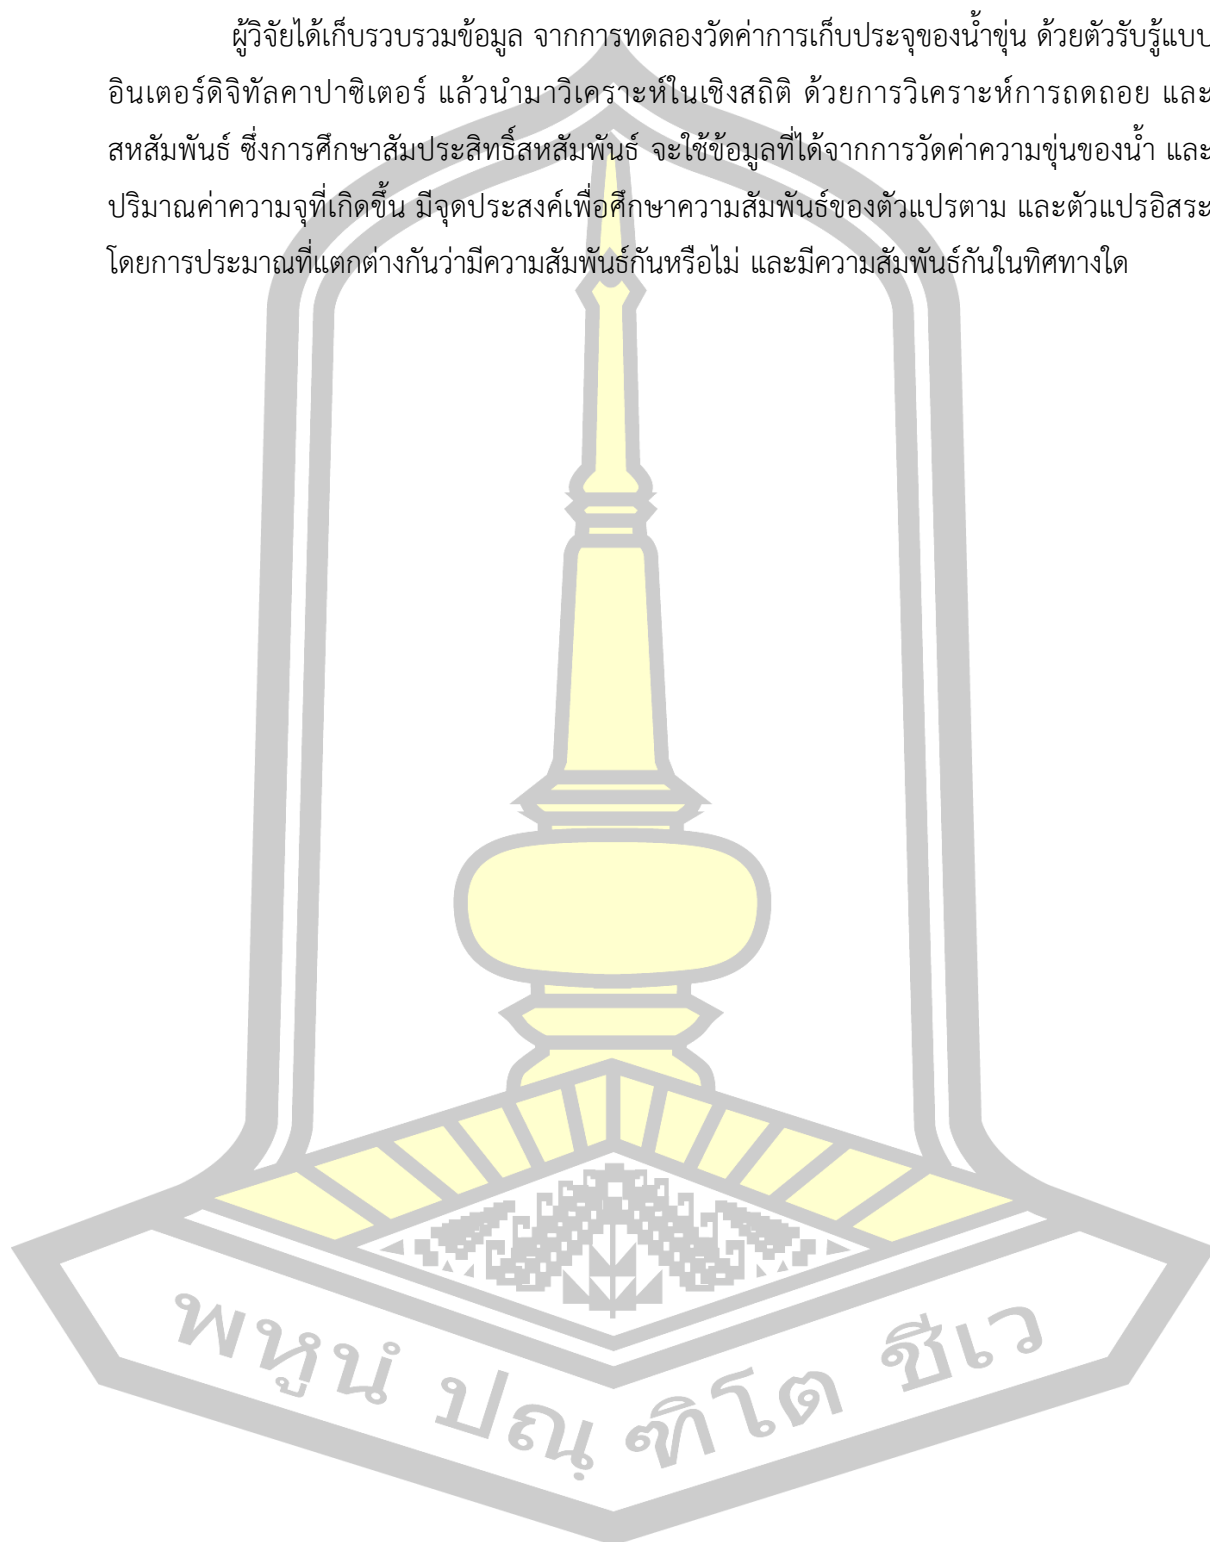 ผู้วิจัยได้เก็บรวบรวมข้อมูล จากการทดลองวัดค่าการเก็บประจุของน้ำขุ่น ด้วยตัวรับรู้แบบ
อินเตอร์ดิจิทัลคาปาซิเตอร์ แล้วนำมาวิเคราะห์ในเชิงสถิติ ด้วยการวิเคราะห์การถดถอย และ
สหสัมพันธ์ ซึ่งการศึกษาสัมประสิทธิ์สหสัมพันธ์ จะใช้ข้อมูลที่ได้จากการวัดค่าความขุ่นของน้ำ และ
ปริมาณค่าความจุที่เกิดขึ้น มีจุดประสงค์เพื่อศึกษาความสัมพันธ์ของตัวแปรตาม และตัวแปรอิสระ
โดยการประมาณที่แตกต่างกันว่ามีความสัมพันธ์กันหรือไม่ และมีความสัมพันธ์กันในทิศทางใด
พหูนํ ปณฺ ฑิโต ชีเว